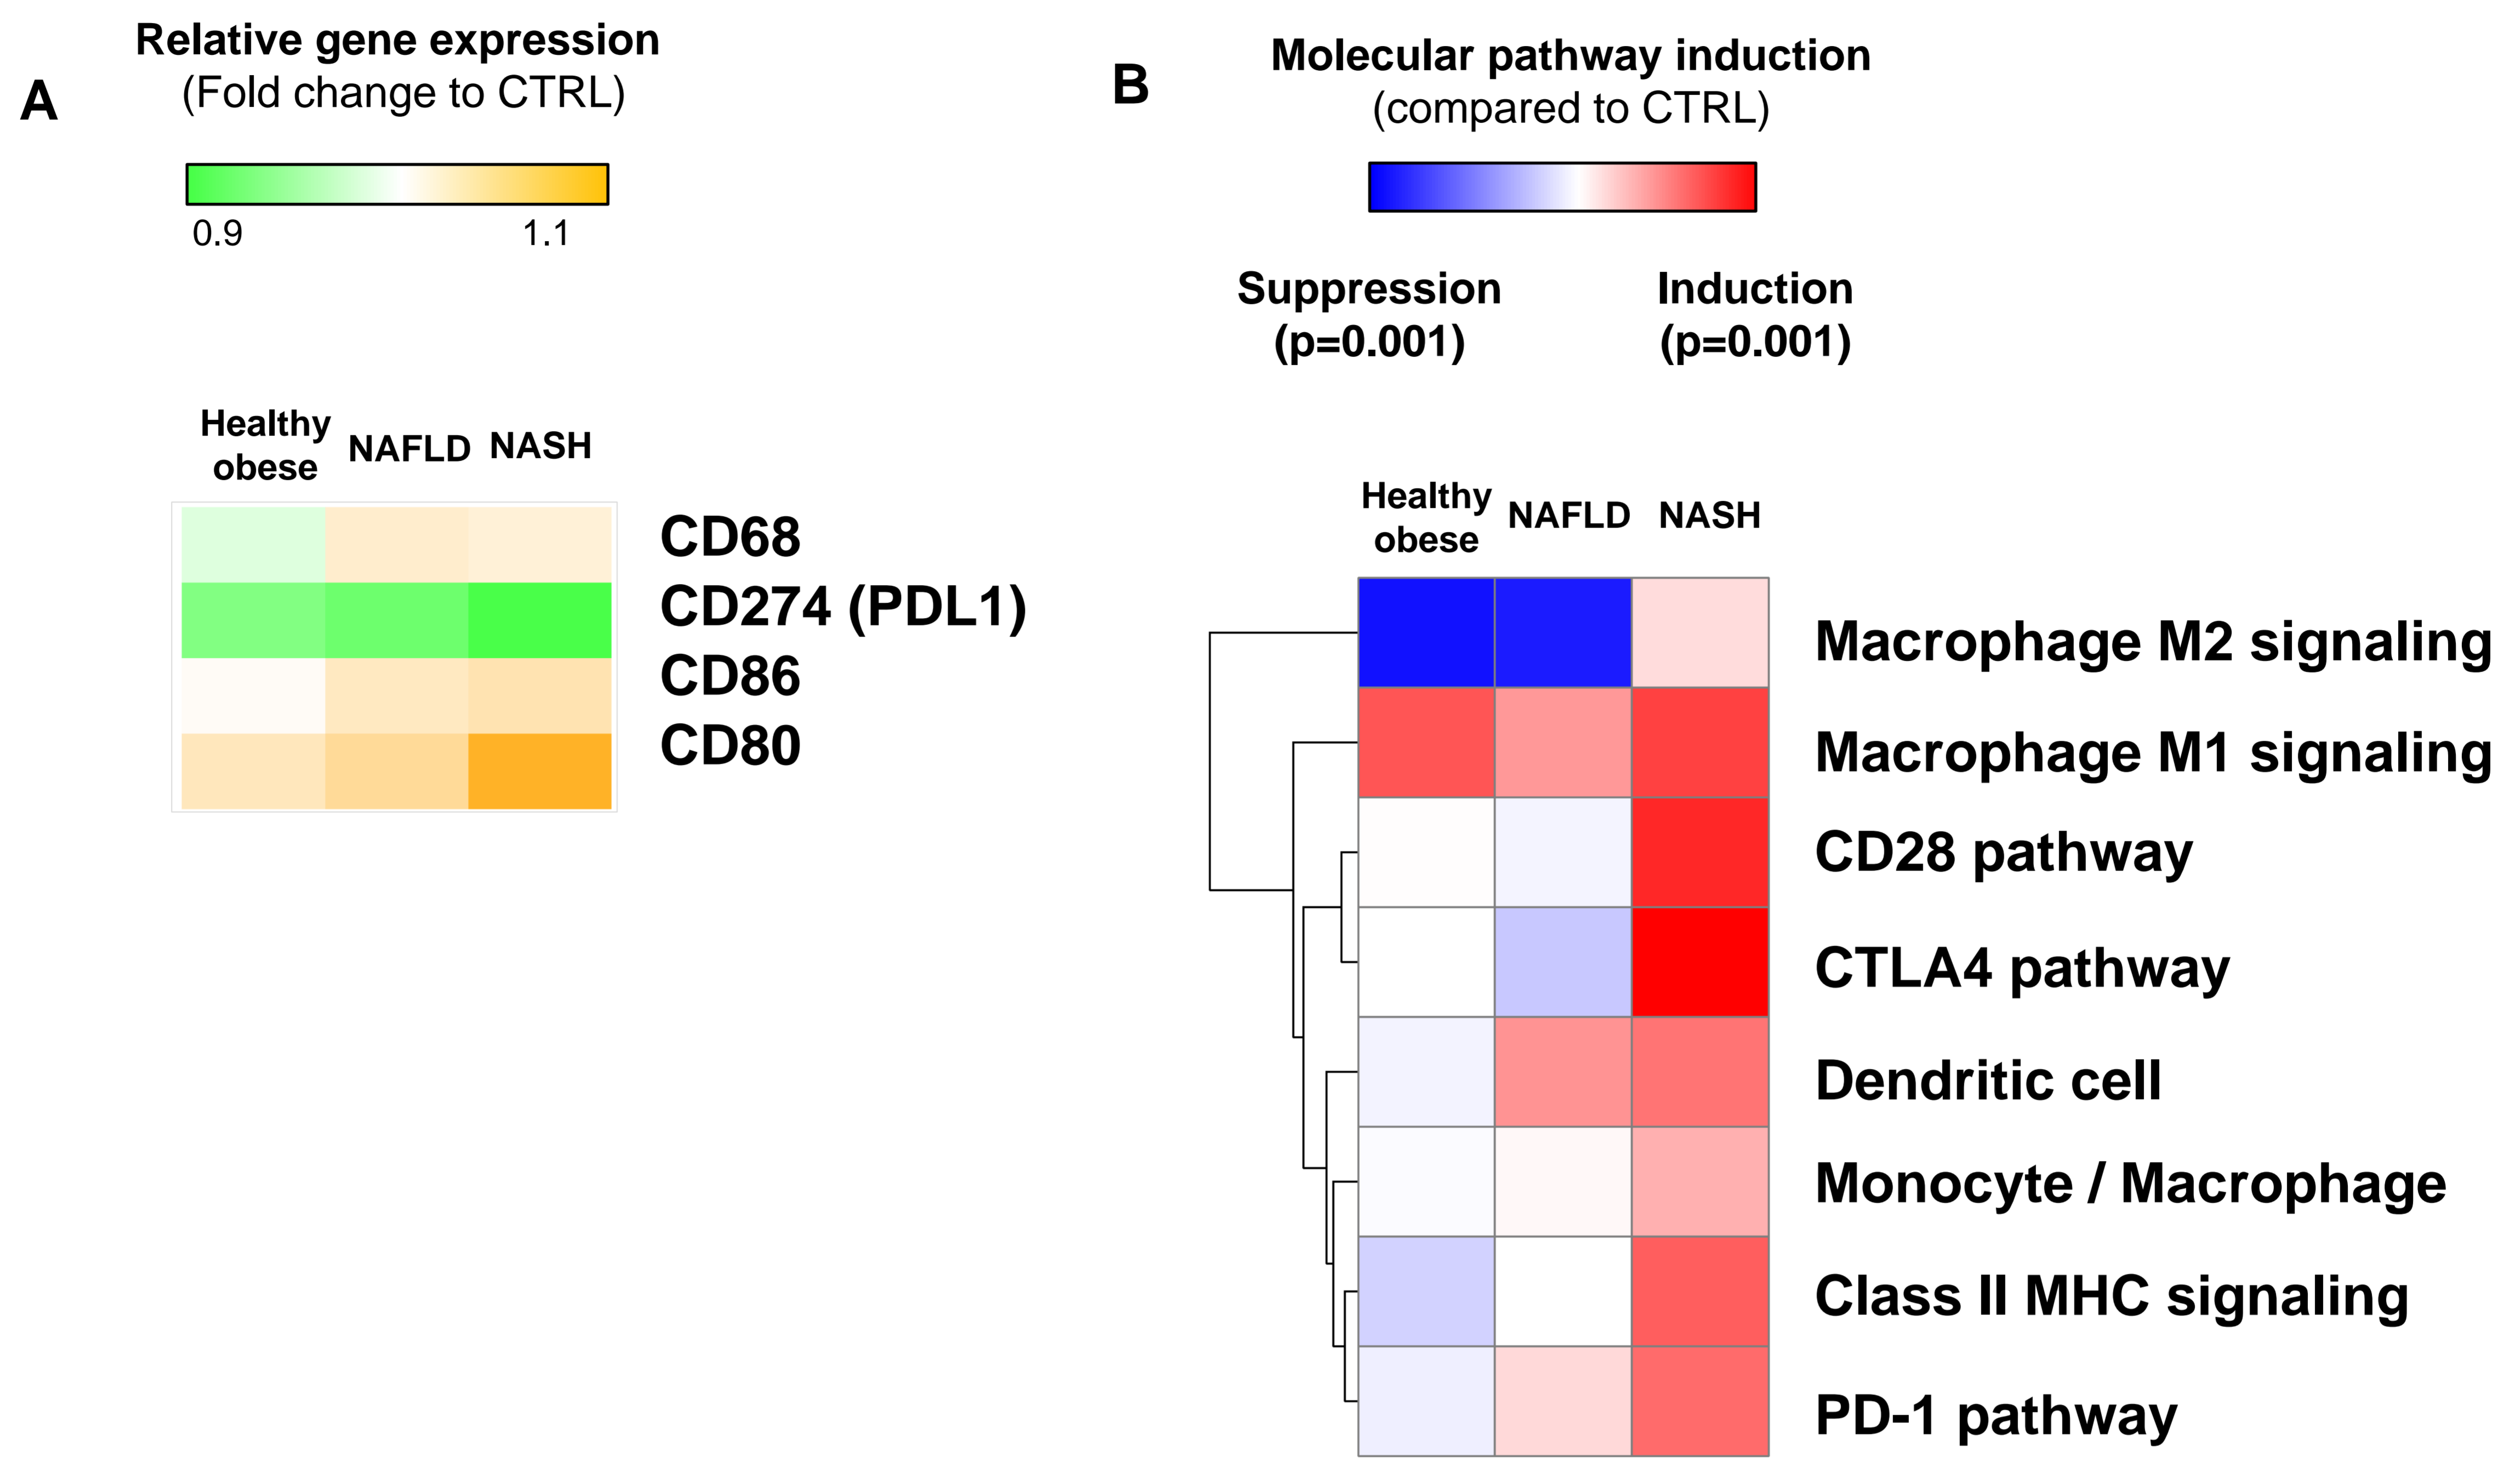 A
Relative gene expression
(Fold change to CTRL)
0.9 1.1
Healthy
obese
NAFLD
NASH
CD68
CD274 (PDL1)
CD86
CD80
B
Molecular pathway induction
(compared to CTRL)
Suppression
(p=0.001)
Induction
(p=0.001)
Healthy
obese
NAFLD
NASH
Macrophage M2 signaling
Macrophage M1 signaling
CD28 pathway
CTLA4 pathway
Dendritic cell
Monocyte / Macrophage
Class II MHC signaling
PD-1 pathway